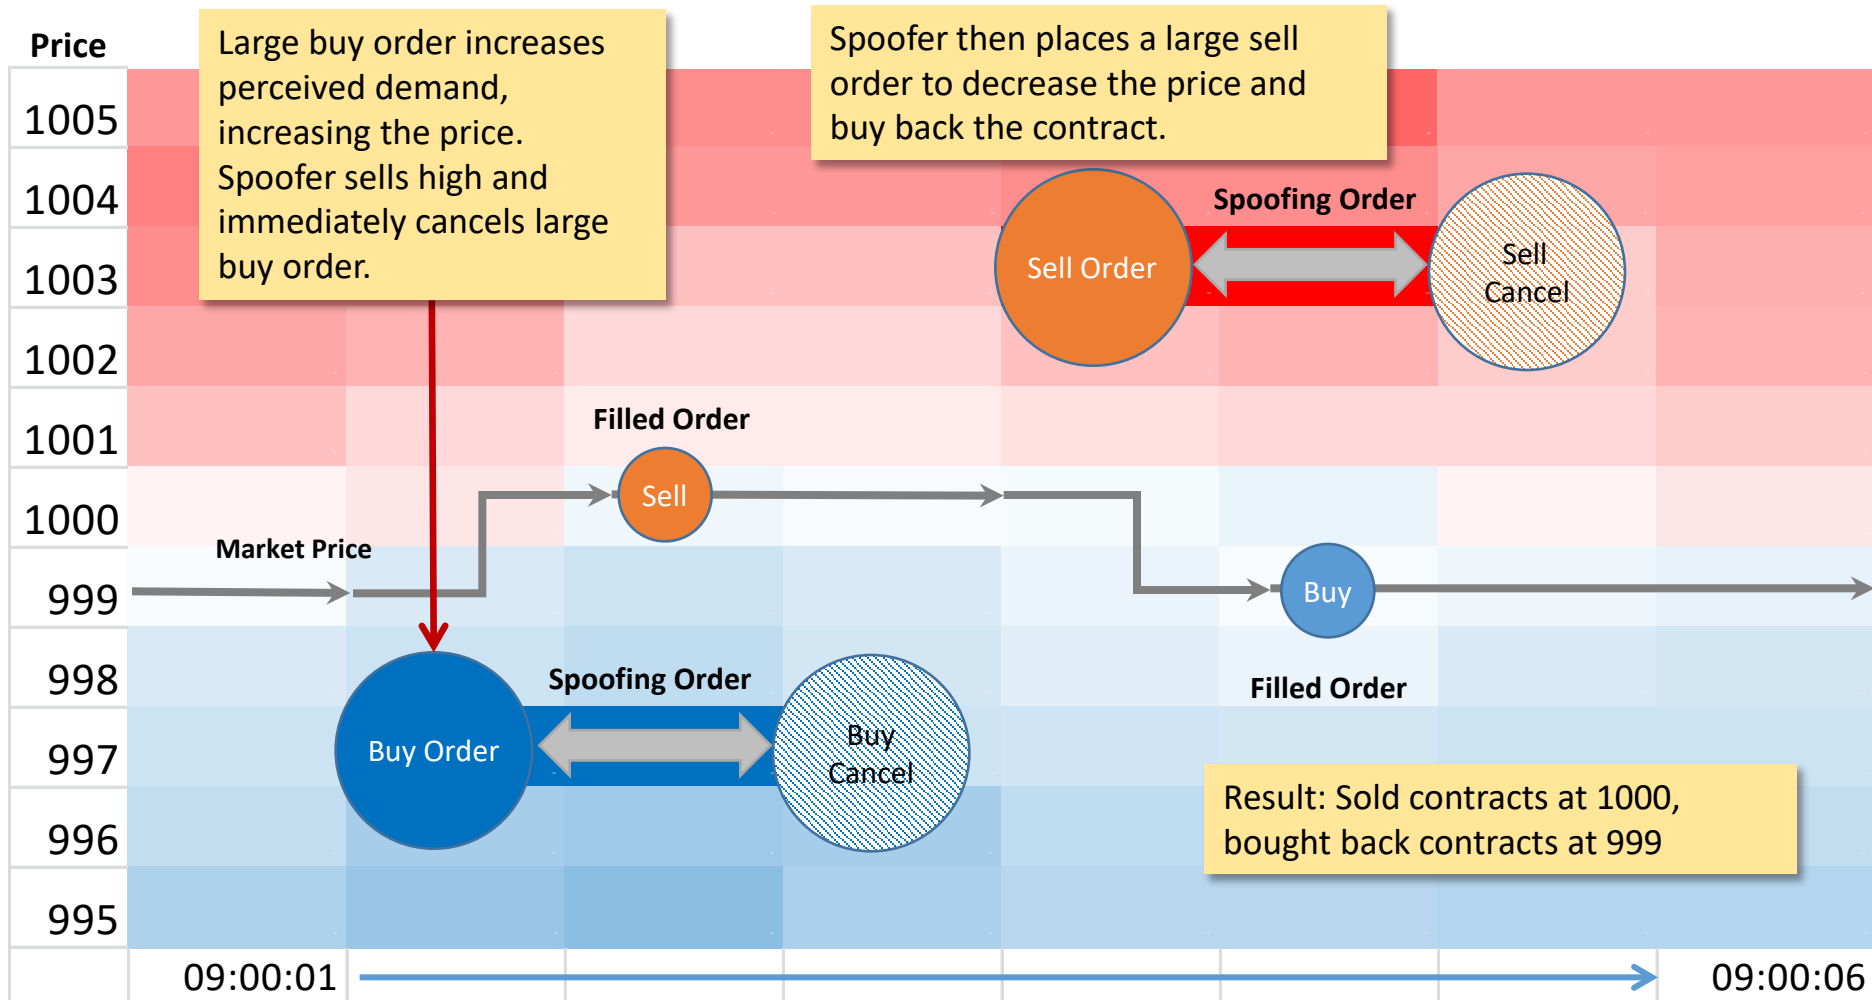 Price
Large buy order increases
perceived demand,
increasing the price.
Spoofer sells high and
immediately cancels large
buy order.
Spoofer then places a large sell
order to decrease the price and
buy back the contract.
1005
1004
Spoofing Order
1003
Sell Order
Sell
Cancel
1002
1001
Filled Order
1000
Sell
Market Price
999
Buy
998
Spoofing Order
Filled Order
997
Buy Order
Buy
Cancel
996
Result: Sold contracts at 1000,
bought back contracts at 999
995
09:00:01
09:00:06